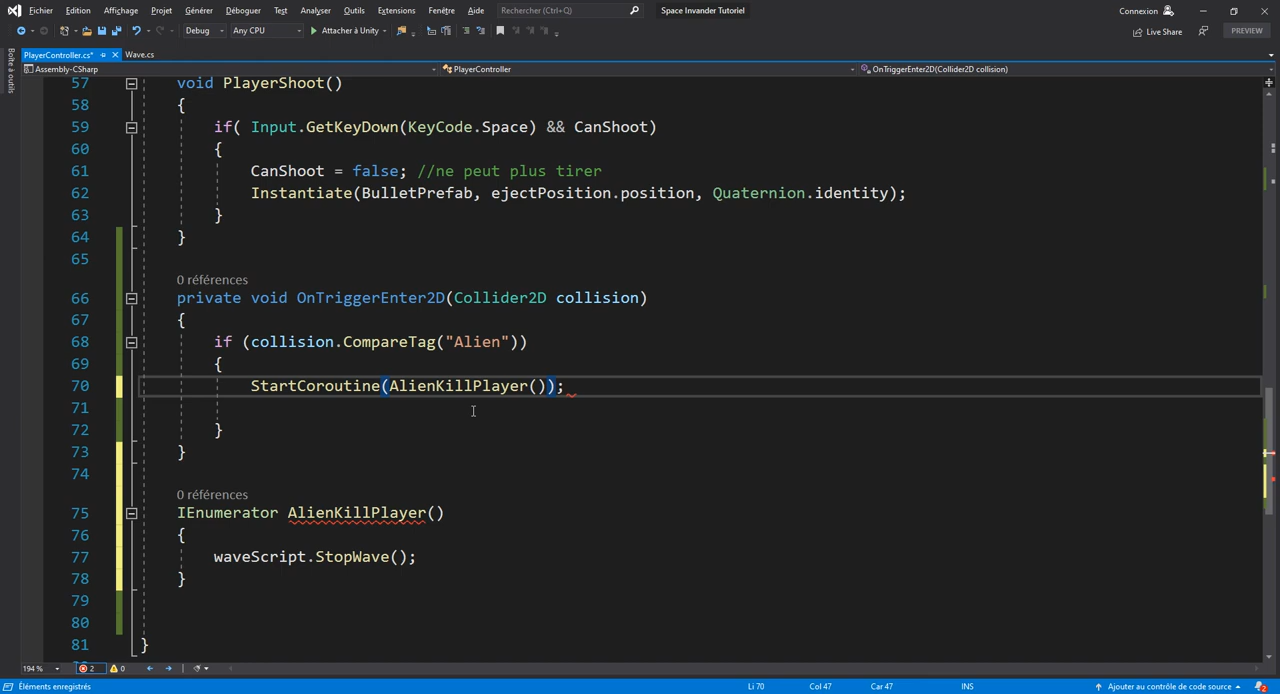 Fichier Edition Affichage Projet Générer Déboguer Test Analyser Outils Extensions Fenêtre Aide Rechercher (Ctrl+Q) Space Invander Tutoriel Connexion
Debug Any CPU Attacher à Unity Live Share PREVIEW
Boîte à outils
PlayerController.cs* Wave.cs
Assembly-CSharp PlayerController OnTriggerEnter2D(Collider2D collision)
57 void PlayerShoot()
58 {
59 if( Input.GetKeyDown(KeyCode.Space) && CanShoot)
60 {
61 CanShoot = false; //ne peut plus tirer
62 Instantiate(BulletPrefab, ejectPosition.position, Quaternion.identity);
63 }
64 }
65
0 références
66 private void OnTriggerEnter2D(Collider2D collision)
67 {
68 if (collision.CompareTag("Alien"))
69 {
70 StartCoroutine(AlienKillPlayer());
71
72 }
73 }
74
0 références
75 IEnumerator AlienKillPlayer()
76 {
77 waveScript.StopWave();
78 }
79
80
81 }
194 % 2 0
Éléments enregistrés Li 70 Col 47 Car 47 INS Ajouter au contrôle de code source 2